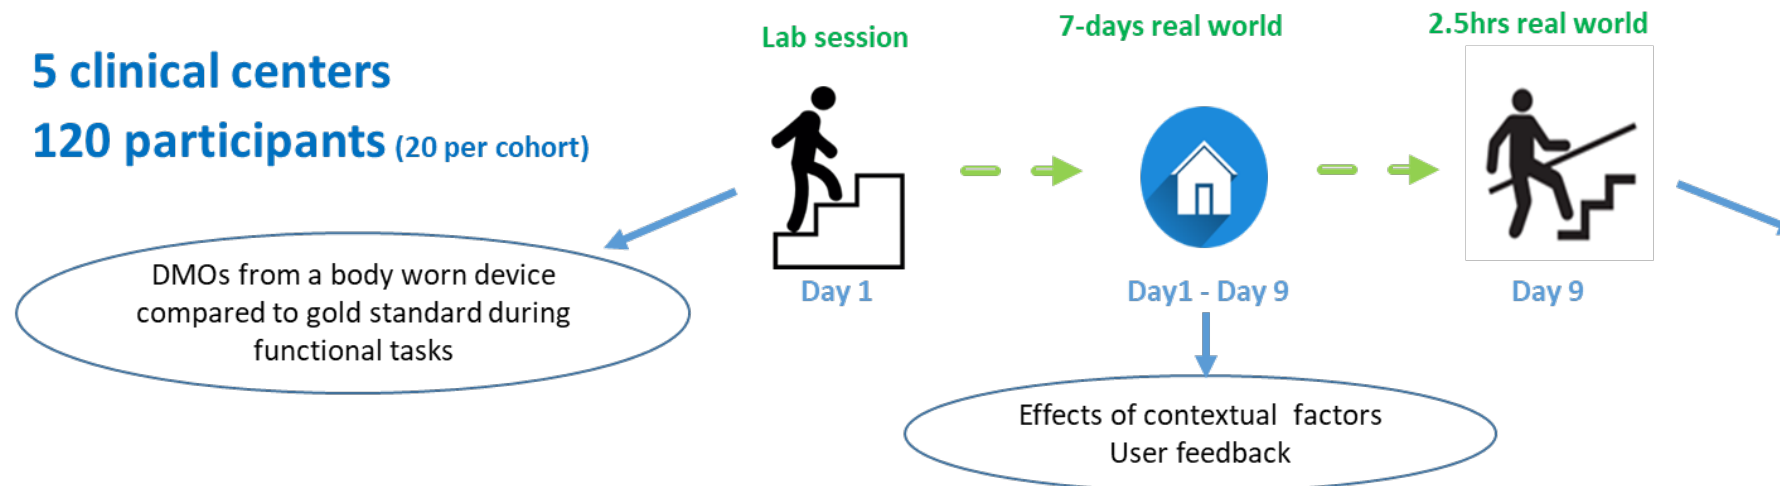 5 clinical centers
120 participants (20 per cohort)
Lab session
7-days real world
2.5hrs real world
Day 1
Day1 - Day 9
Day 9
DMOs from a body worn device
compared to gold standard during
functional tasks
Effects of contextual factors
User feedback